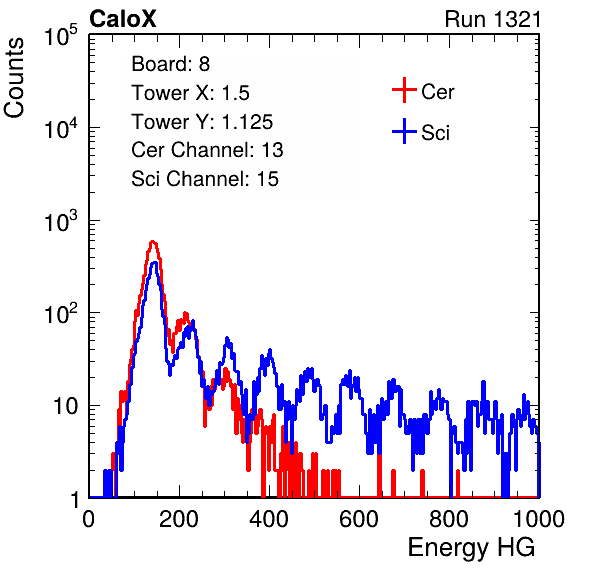 CaloX Run 1321
Counts
Board: 8
Tower X: 1.5
Tower Y: 1.125
Cer Channel: 13
Sci Channel: 15
Cer
Sci
10^5
10^4
10^3
10^2
10
1
0 200 400 600 800 1000
Energy HG